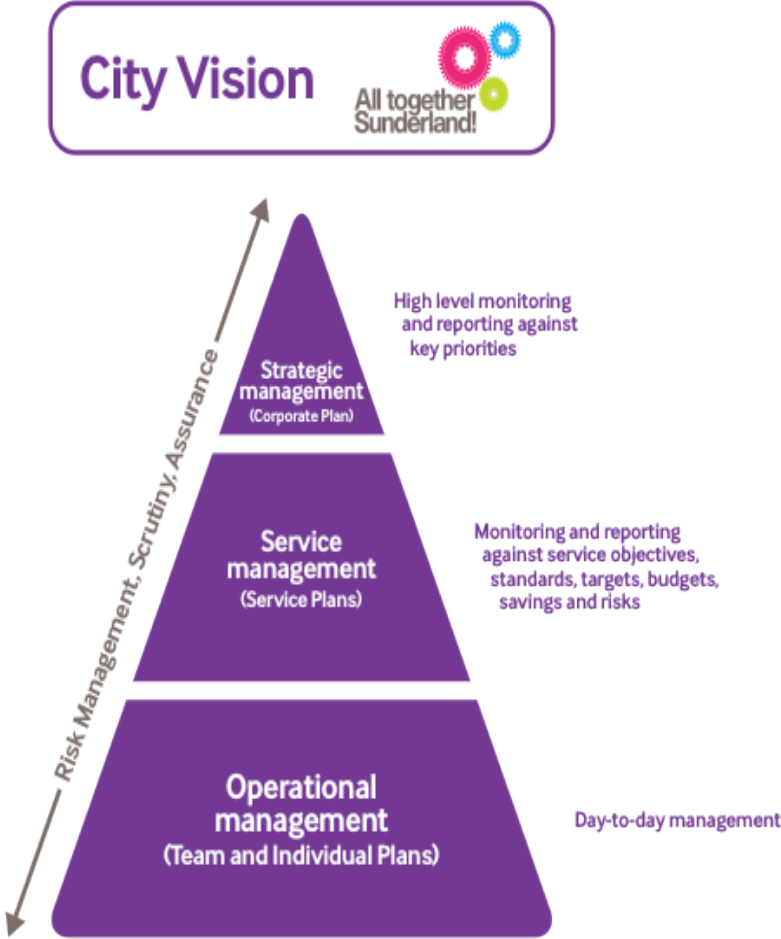 City Vision
All together
Sunderland!
Risk Management, Scrutiny, Assurance
Strategic
management
(Corporate Plan)
High level monitoring
and reporting against
key priorities
Service
management
(Service Plans)
Monitoring and reporting
against service objectives,
standards, targets, budgets,
savings and risks
Operational
management
(Team and Individual Plans)
Day-to-day management